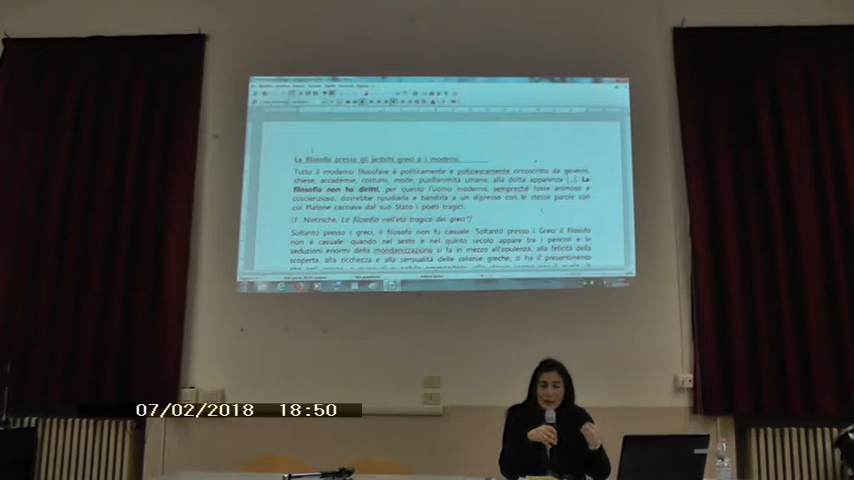 La filosofia presso gli antichi greci e i moderni.
Tutto il moderno filosofare è politicamente e poliziescamente circoscritto da governi,
chiese, accademie, costumi, mode, pusillanimità umane, alla dotta apparenza [...]. La
filosofia non ha diritti, per questo l'uomo moderno, sempreché fosse animoso e
coscienzioso, dovrebbe ripudiarla e bandirla a un dipresso con le stesse parole con
cui Platone cacciava dal suo Stato i poeti tragici.
(F. Nietzsche, La filosofia nell'età tragica dei greci")
Soltanto presso i greci, il filosofo non fu casuale. Soltanto presso i Greci il filosofo
non è casuale: quando nel sesto e nel quinto secolo appare tra i pericoli e le
seduzioni enormi della mondanizzazione si fa in mezzo all'opulenza, alla felicità della
scoperta, alla ricchezza e alla sensualità delle colonie greche, si ha il presentimento
07/02/2018 18:50